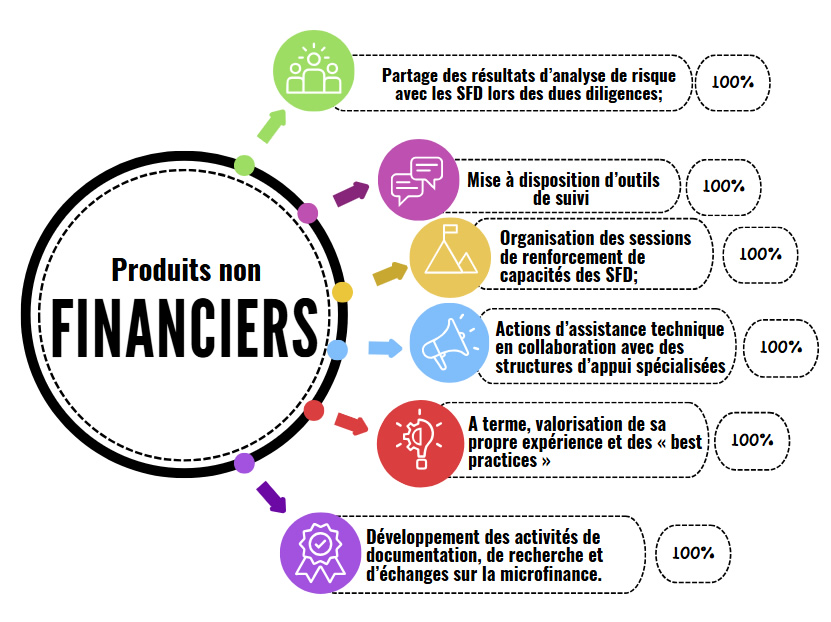 Partage des résultats d'analyse de risque
avec les SFD lors des dues diligences;
100%
Mise à disposition d'outils
de suivi
100%
Produits non
FINANCIERS
Organisation des sessions
de renforcement de
capacités des SFD;
100%
Actions d'assistance technique
en collaboration avec des
structures d'appui spécialisées
100%
A terme, valorisation de sa
propre expérience et des « best
practices »
100%
Développement des activités de
documentation, de recherche et
d'échanges sur la microfinance.
100%